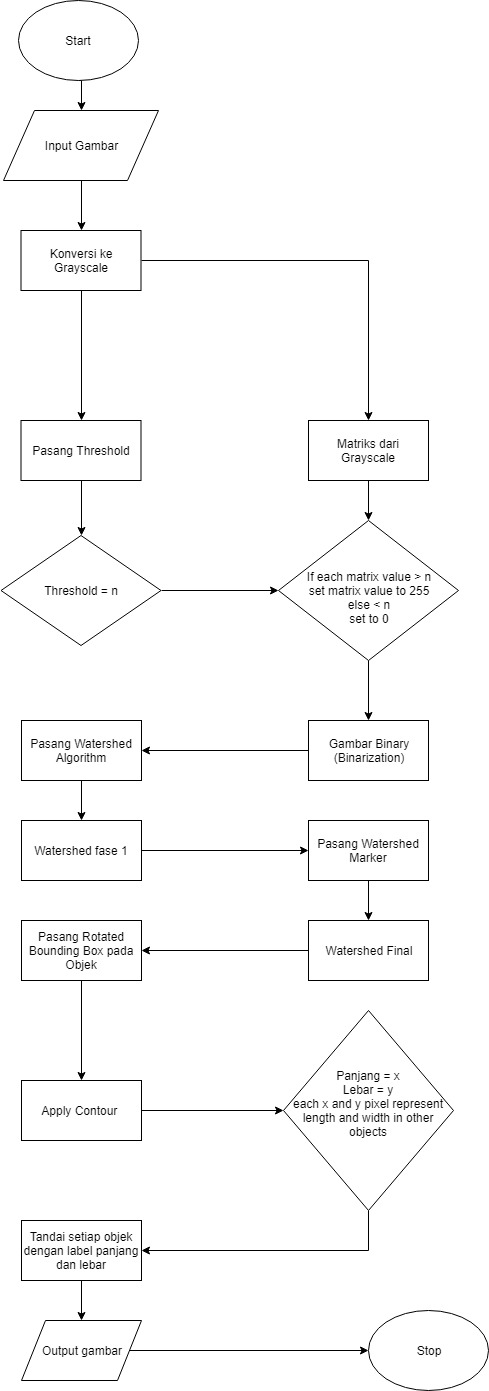 Start
Input Gambar
Konversi ke
Grayscale
Pasang Threshold
Matriks dari
Grayscale
Threshold = n
If each matrix value > n
set matrix value to 255
else < n
set to 0
Pasang Watershed
Algorithm
Gambar Binary
(Binarization)
Watershed fase 1
Pasang Watershed
Marker
Pasang Rotated
Bounding Box pada
Objek
Watershed Final
Apply Contour
Panjang = x
Lebar = y
each x and y pixel represent
length and width in other
objects
Tandai setiap objek
dengan label panjang
dan lebar
Output gambar
Stop